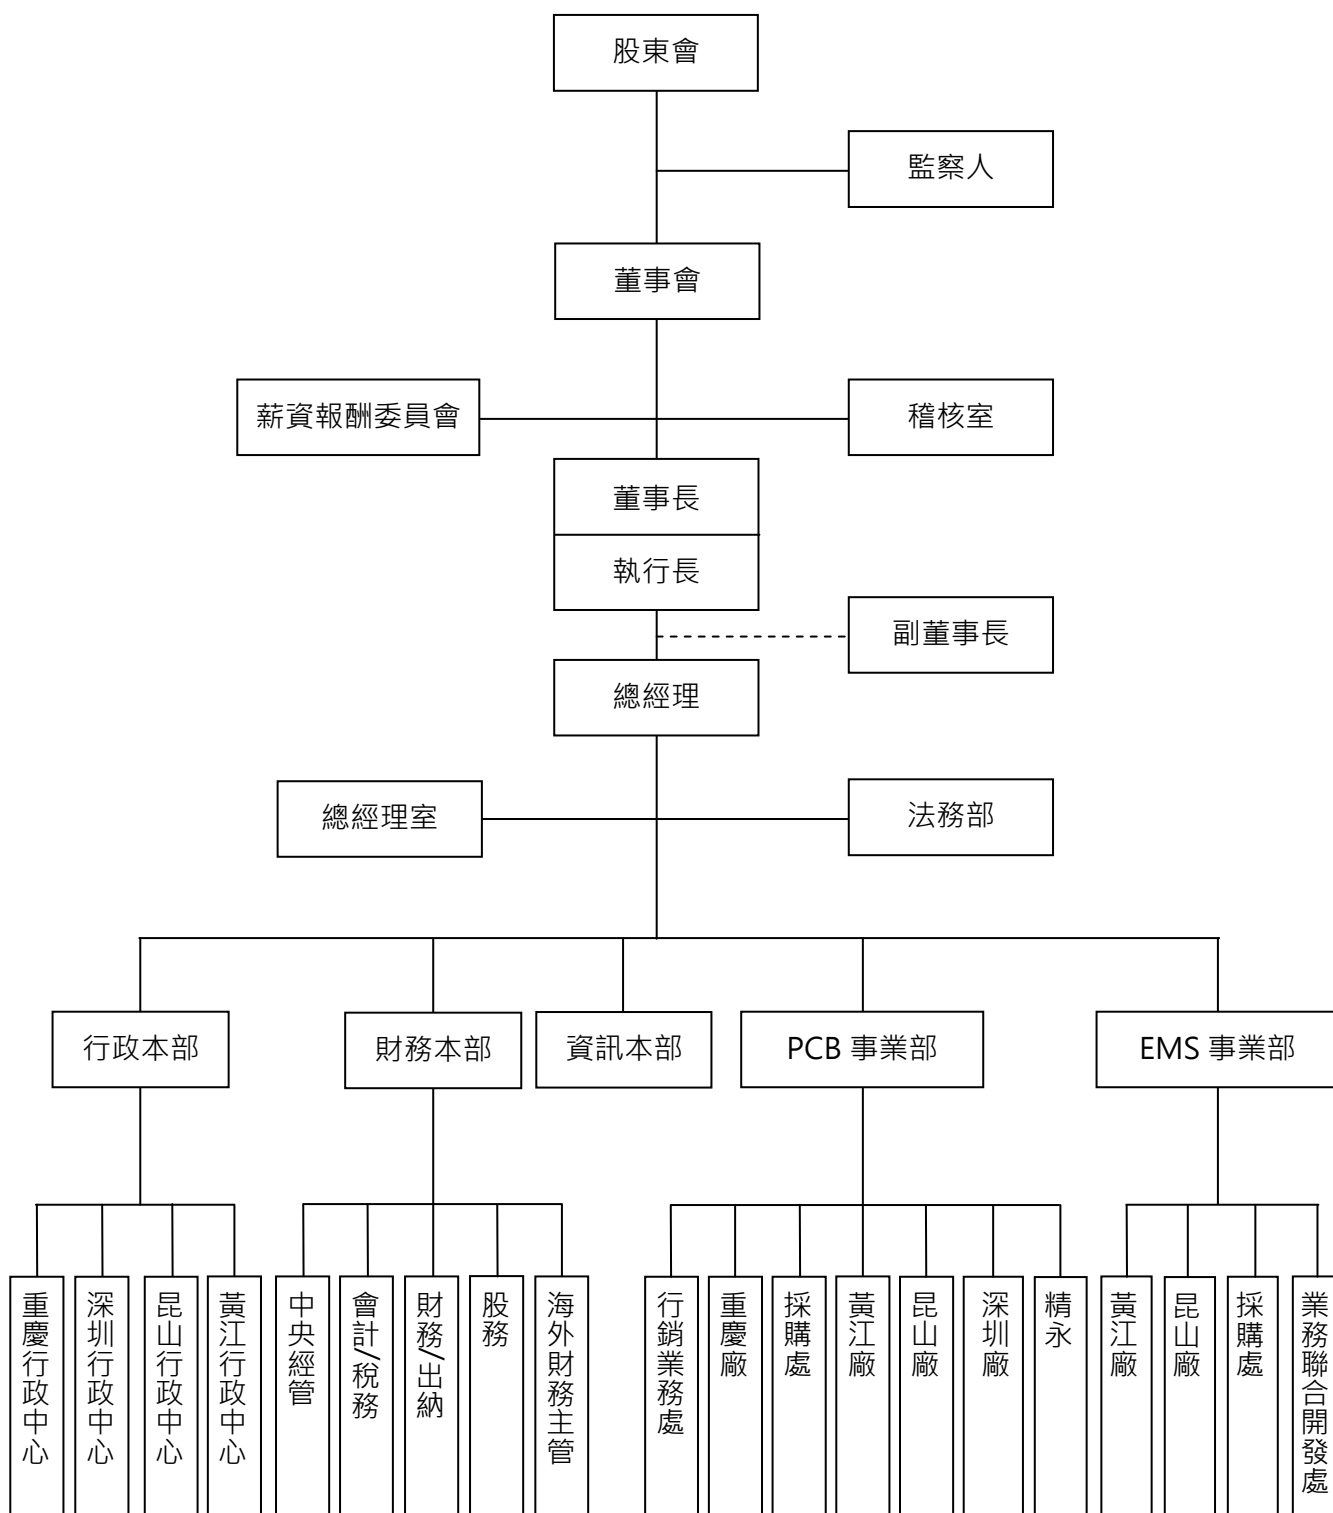 股東會
監察人
董事會
薪資報酬委員會
稽核室
董事長
執行長
副董事長
總經理
總經理室
法務部
行政本部
財務本部
資訊本部
PCB 事業部
EMS 事業部
重慶行政中心
深圳行政中心
昆山行政中心
黃江行政中心
中央經管
會計/稅務
財務/出納
股務
海外財務主管
行銷業務處
重慶廠
採購處
黃江廠
昆山廠
深圳廠
精永
黃江廠
昆山廠
採購處
業務聯合開發處